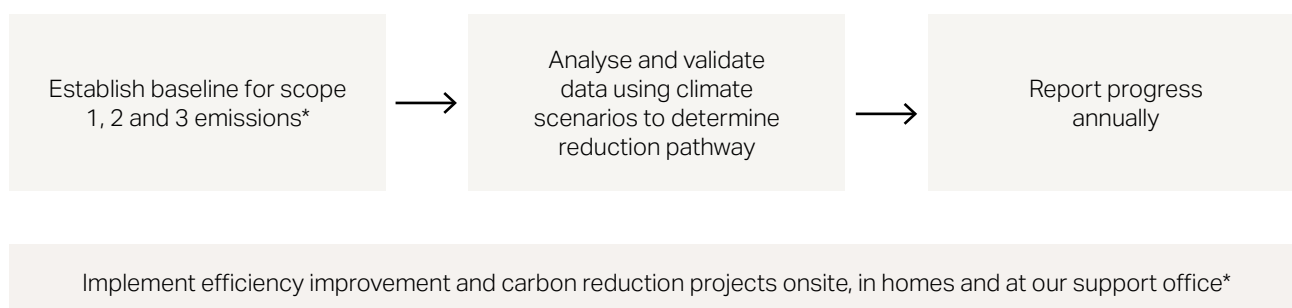 Establish baseline for scope
1, 2 and 3 emissions*
Analyse and validate
data using climate
scenarios to determine
reduction pathway
Report progress
annually
Implement efficiency improvement and carbon reduction projects onsite, in homes and at our support office*